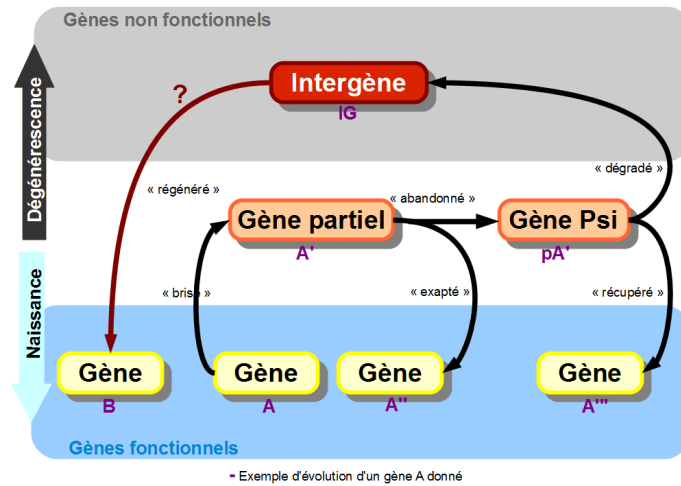 Gènes non fonctionnels
Dégénérescence
Intergène
?
IG
« dégradé »
« régénéré »
« abandonné »
Gène partiel
Gène Psi
A'
pA'
Naissance
« brisé »
« exapté »
« récupéré »
Gène
Gène
Gène
Gène
B
A
A''
A'''
Gènes fonctionnels
- Exemple d'évolution d'un gène A donné